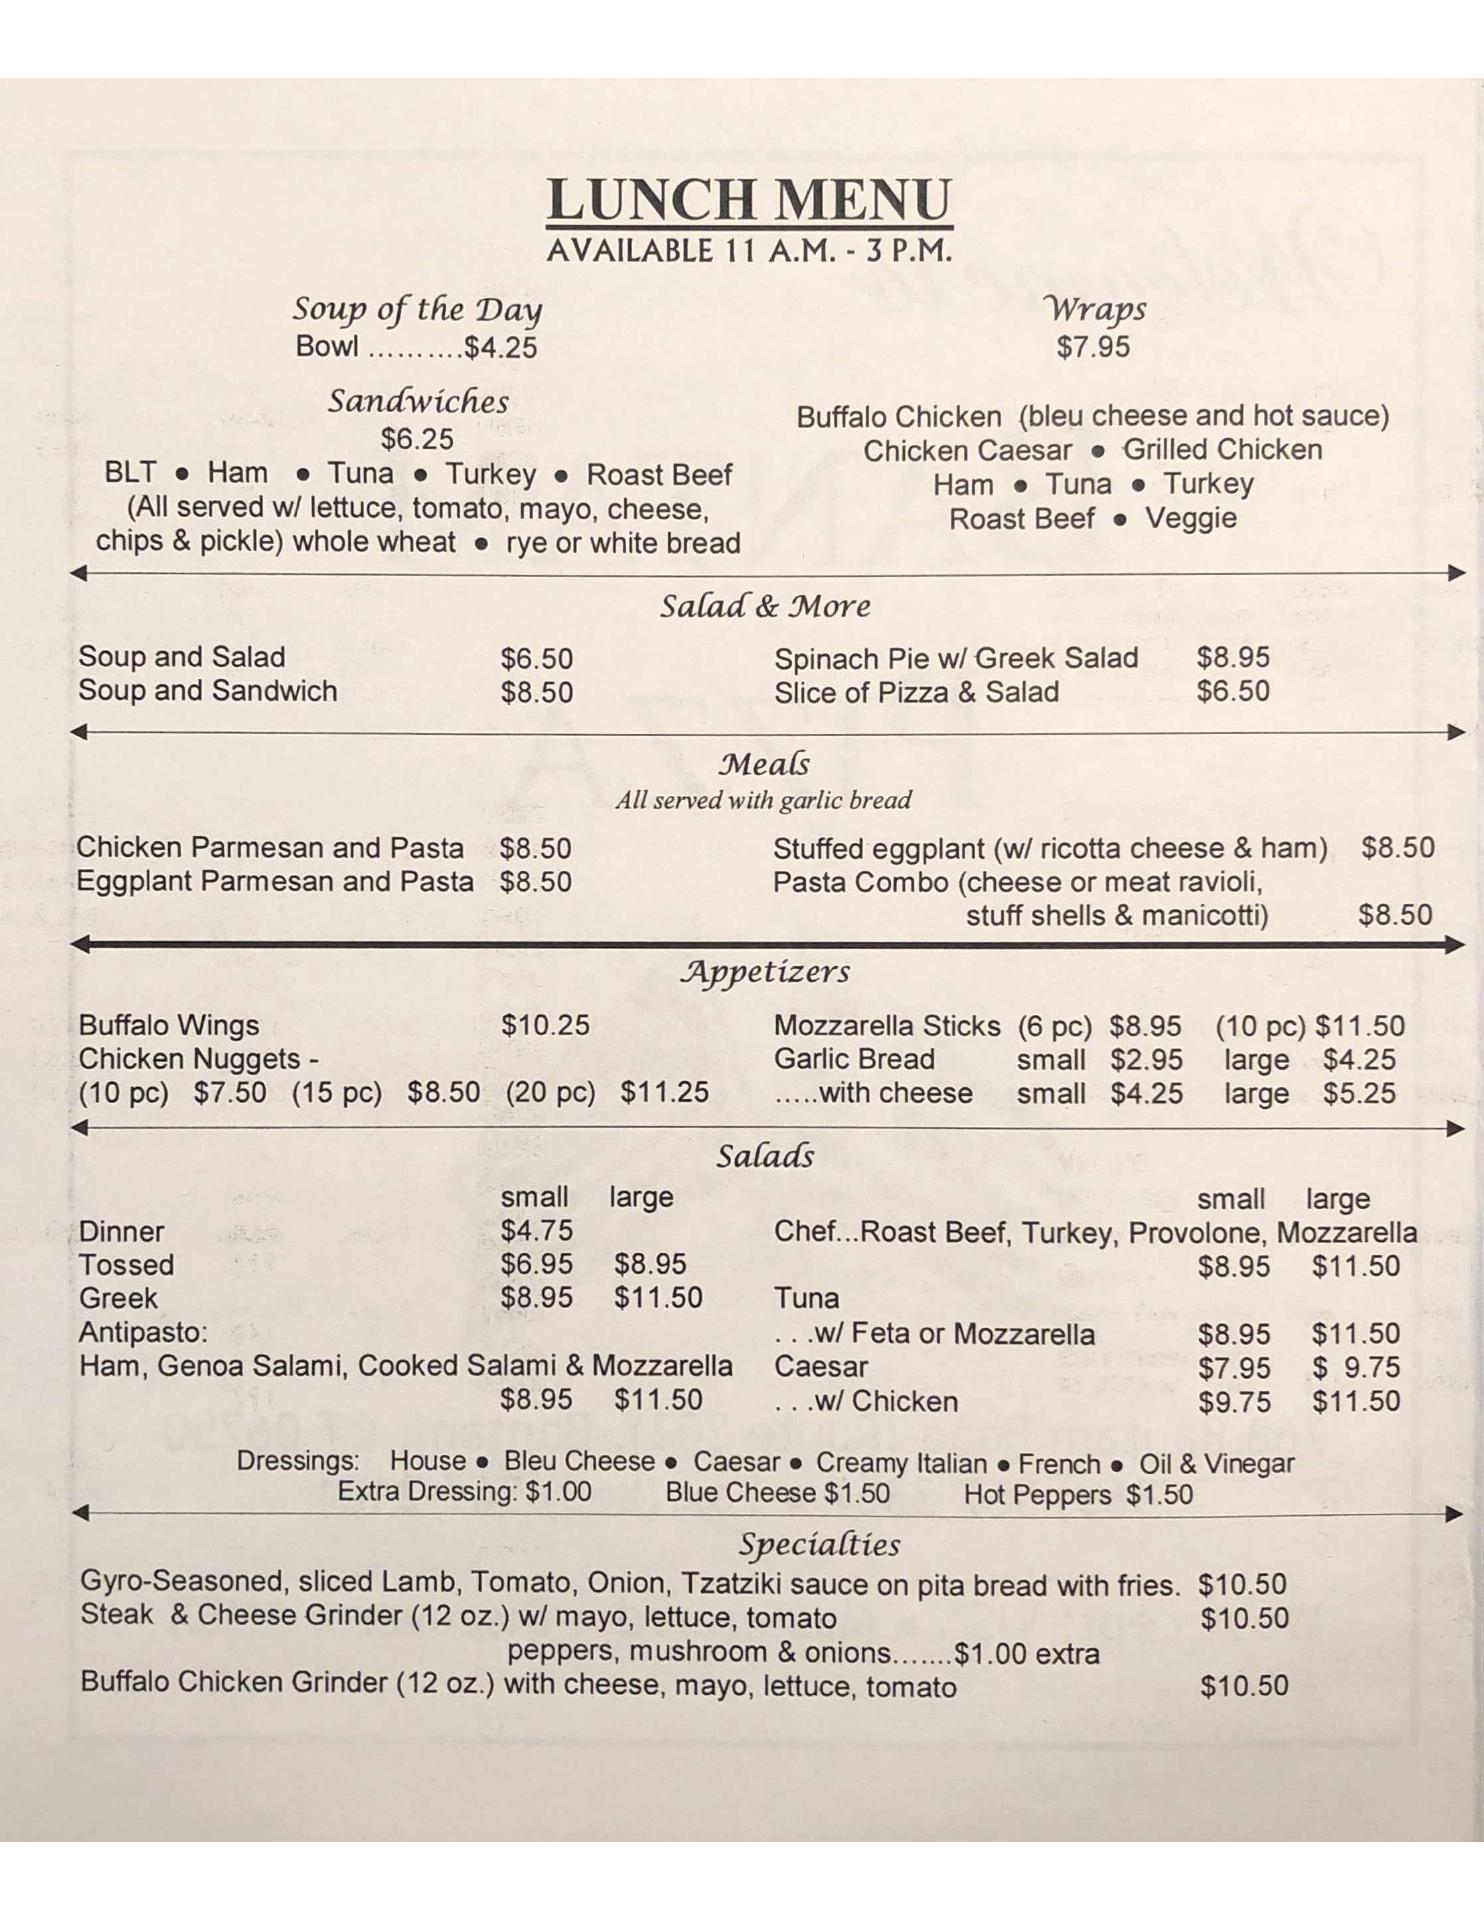 LUNCH MENU
AVAILABLE 11 A.M. - 3 P.M.
Soup of the Day
Bowl ..........$4.25
Sandwiches
$6.25
BLT ● Ham ● Tuna ● Turkey ● Roast Beef
(All served w/ lettuce, tomato, mayo, cheese,
chips & pickle) whole wheat ● rye or white bread
Wraps
$7.95
Buffalo Chicken (bleu cheese and hot sauce)
Chicken Caesar ● Grilled Chicken
Ham ● Tuna ● Turkey
Roast Beef ● Veggie
Salad & More
Soup and Salad $6.50
Soup and Sandwich $8.50
Spinach Pie w/ Greek Salad $8.95
Slice of Pizza & Salad $6.50
Meals
All served with garlic bread
Chicken Parmesan and Pasta $8.50
Eggplant Parmesan and Pasta $8.50
Stuffed eggplant (w/ ricotta cheese & ham) $8.50
Pasta Combo (cheese or meat ravioli,
stuff shells & manicotti) $8.50
Appetizers
Buffalo Wings $10.25
Chicken Nuggets -
(10 pc) $7.50 (15 pc) $8.50 (20 pc) $11.25
Mozzarella Sticks (6 pc) $8.95 (10 pc) $11.50
Garlic Bread small $2.95 large $4.25
.....with cheese small $4.25 large $5.25
Salads
small large
Dinner $4.75
Tossed $6.95 $8.95
Greek $8.95 $11.50
Antipasto:
Ham, Genoa Salami, Cooked Salami & Mozzarella
$8.95 $11.50
small large
Chef...Roast Beef, Turkey, Provolone, Mozzarella
$8.95 $11.50
Tuna
...w/ Feta or Mozzarella $8.95 $11.50
Caesar $7.95 $ 9.75
...w/ Chicken $9.75 $11.50
Dressings: House ● Bleu Cheese ● Caesar ● Creamy Italian ● French ● Oil & Vinegar
Extra Dressing: $1.00 Blue Cheese $1.50 Hot Peppers $1.50
Specialties
Gyro-Seasoned, sliced Lamb, Tomato, Onion, Tzatziki sauce on pita bread with fries. $10.50
Steak & Cheese Grinder (12 oz.) w/ mayo, lettuce, tomato $10.50
peppers, mushroom & onions.......$1.00 extra
Buffalo Chicken Grinder (12 oz.) with cheese, mayo, lettuce, tomato $10.50